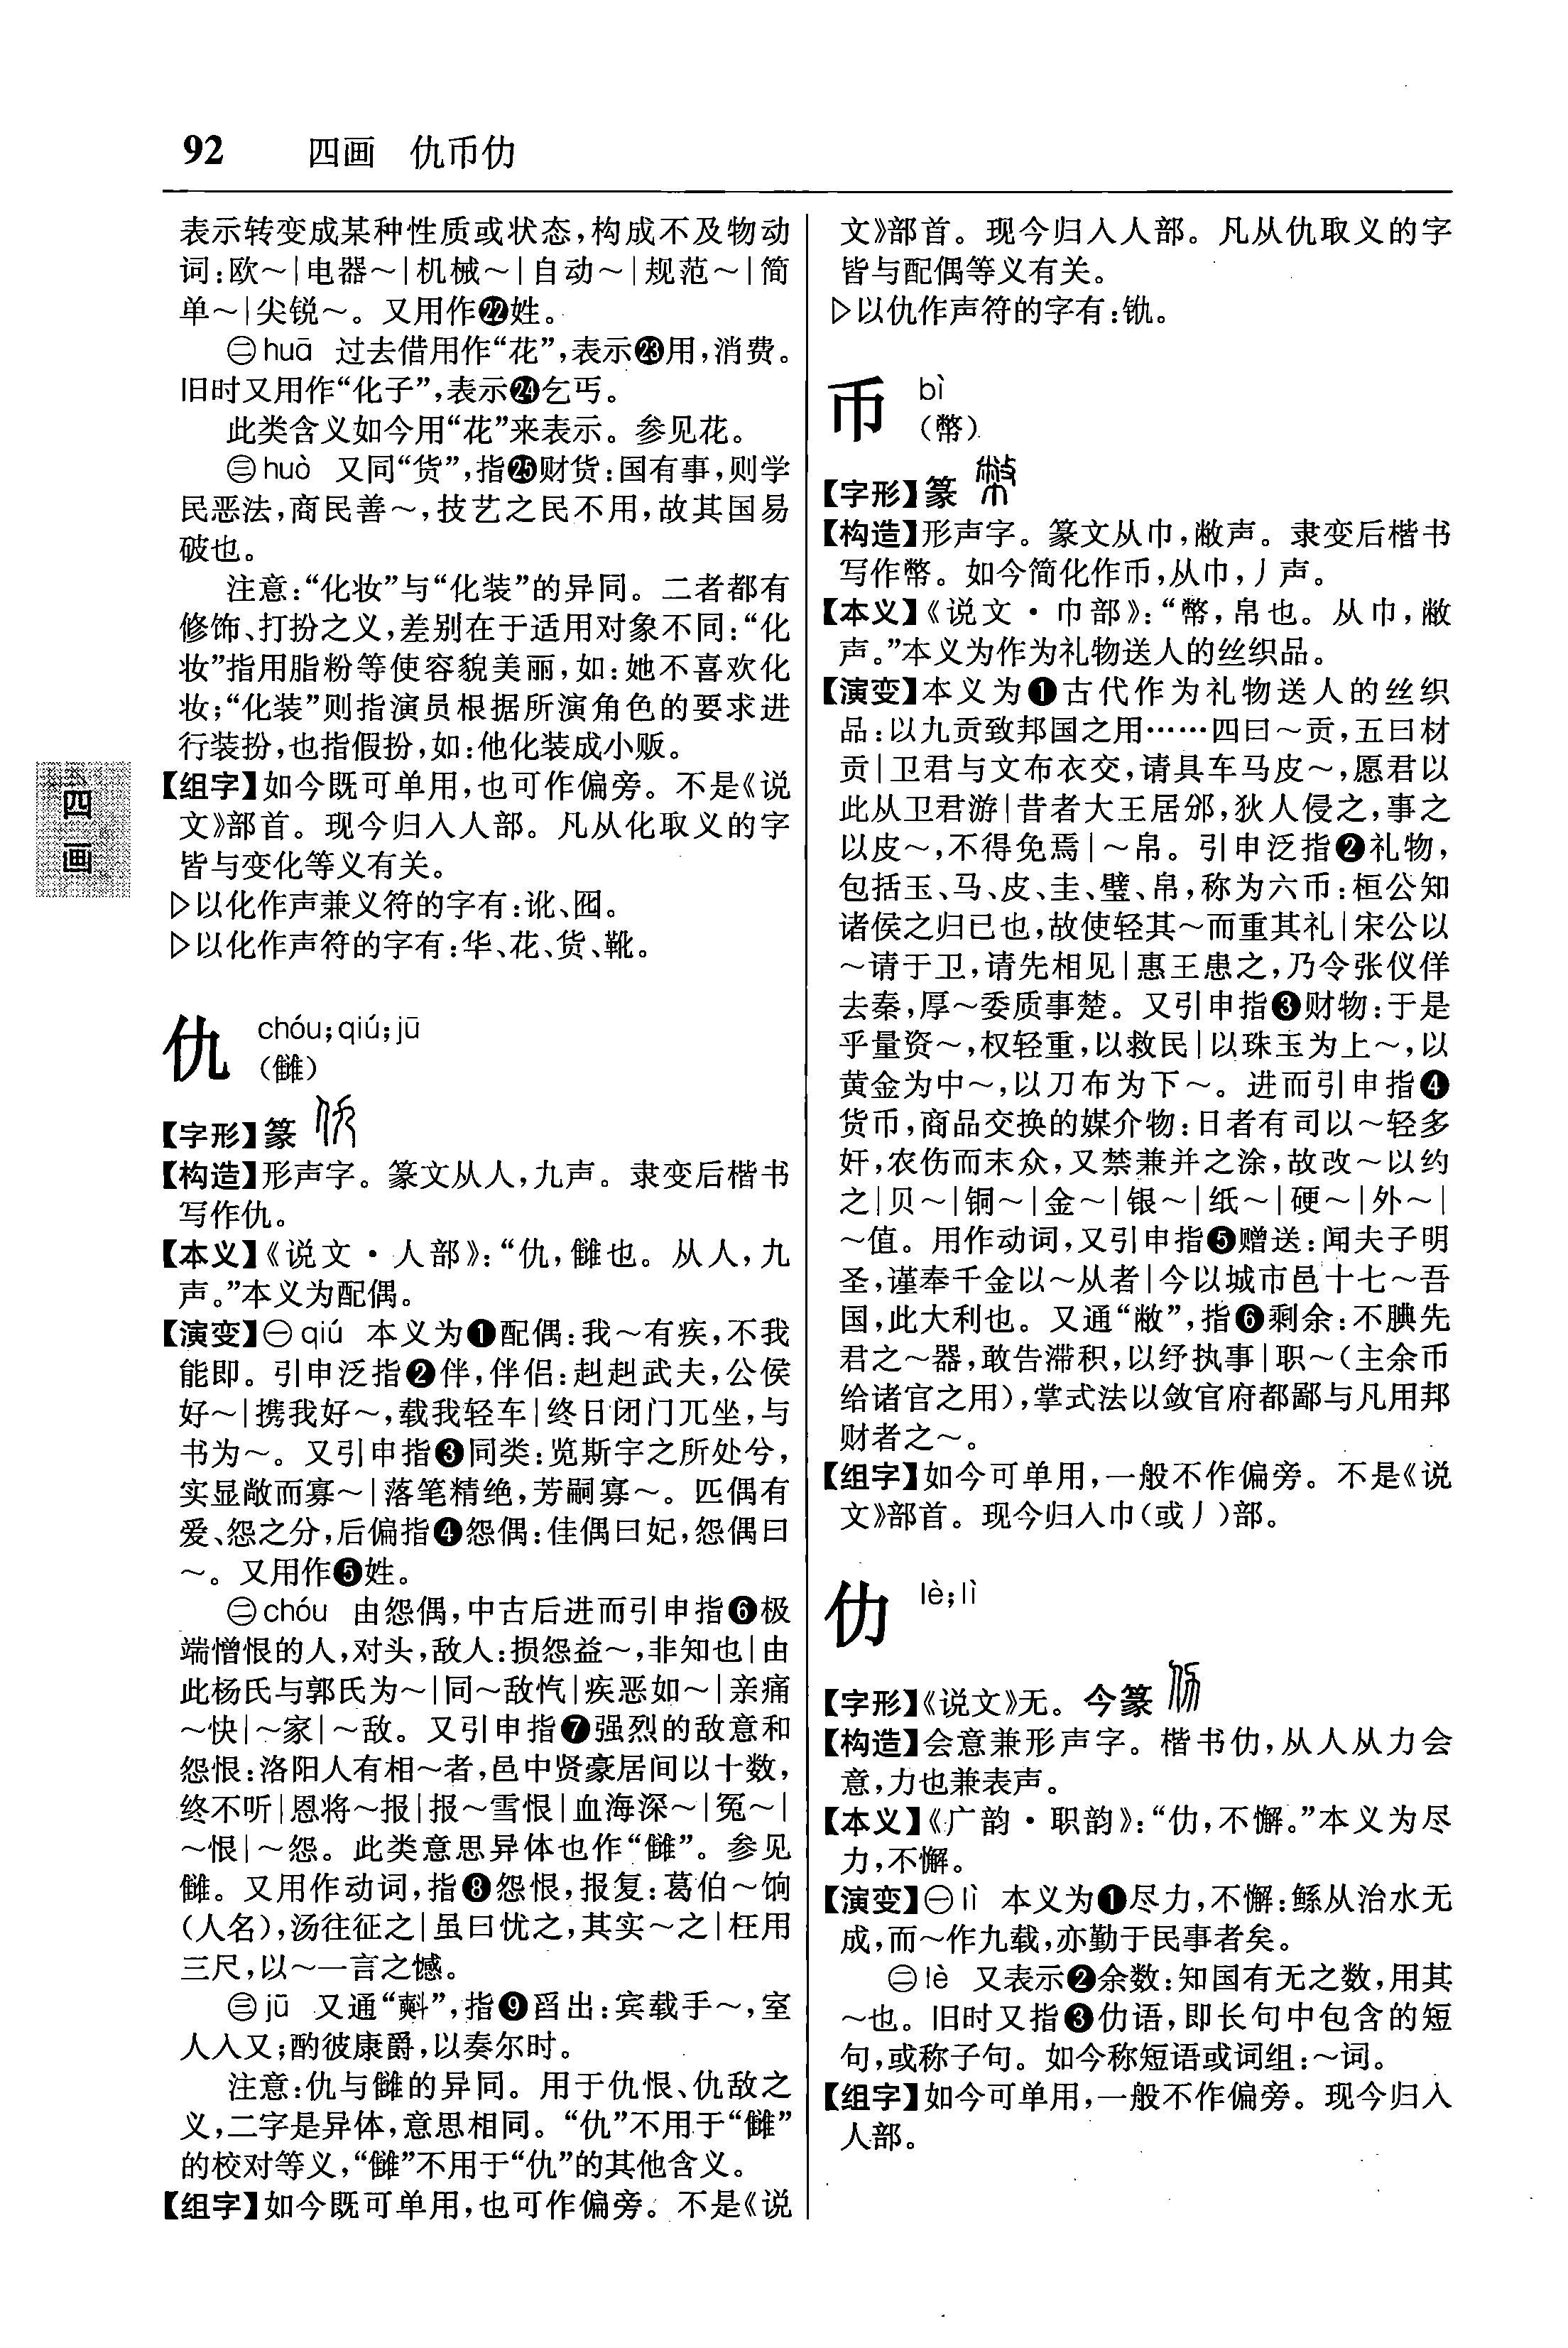 92 四画 仇币仂
表示转变成某种性质或状态，构成不及物动
词：欧～|电器～|机械～|自动～|规范～|简
单～|尖锐～。又用作㉒姓。
㊁huā 过去借用作“花”，表示㉓用，消费。
旧时又用作“化子”，表示㉔乞丐。
此类含义如今用“花”来表示。参见花。
㊂huò 又同“货”，指㉕财货：国有事，则学
民恶法，商民善～，技艺之民不用，故其国易
破也。
注意：“化妆”与“化装”的异同。二者都有
修饰、打扮之义，差别在于适用对象不同：“化
妆”指用脂粉等使容貌美丽，如：她不喜欢化
妆；“化装”则指演员根据所演角色的要求进
行装扮，也指假扮，如：他化装成小贩。
【组字】如今既可单用，也可作偏旁。不是《说
文》部首。现今归入人部。凡从化取义的字
皆与变化等义有关。
▷以化作声兼义符的字有：讹、囮。
▷以化作声符的字有：华、花、货、靴。
四画
仇 chóu；qiú；jū
（雠）
【字形】篆
【构造】形声字。篆文从人，九声。隶变后楷书
写作仇。
【本义】《说文·人部》：“仇，雠也。从人，九
声。”本义为配偶。
【演变】㊀qiú 本义为❶配偶：我～有疾，不我
能即。引申泛指❷伴，伴侣：赳赳武夫，公侯
好～|携我好～，载我轻车|终日闭门兀坐，与
书为～。又引申指❸同类：览斯宇之所处兮，
实显敞而寡～|落笔精绝，芳嗣寡～。匹偶有
爱、怨之分，后偏指❹怨偶：佳偶曰妃，怨偶曰
～。又用作❺姓。
㊁chóu 由怨偶，中古后进而引申指❻极
端憎恨的人，对头，敌人：损怨益～，非知也|由
此杨氏与郭氏为～|同～敌忾|疾恶如～|亲痛
～快|～家|～敌。又引申指❼强烈的敌意和
怨恨：洛阳人有相～者，邑中贤豪居间以十数，
终不听|恩将～报|报～雪恨|血海深～|冤～|
～恨|～怨。此类意思异体也作“雠”。参见
雠。又用作动词，指❽怨恨，报复：葛伯～饷
（人名），汤往征之|虽曰忧之，其实～之|枉用
三尺，以～一言之憾。
㊂jū 又通“㪺”，指❾舀出：宾载手～，室
人入又；酌彼康爵，以奏尔时。
注意：仇与雠的异同。用于仇恨、仇敌之
义，二字是异体，意思相同。“仇”不用于“雠”
的校对等义，“雠”不用于“仇”的其他含义。
【组字】如今既可单用，也可作偏旁。不是《说
文》部首。现今归入人部。凡从仇取义的字
皆与配偶等义有关。
▷以仇作声符的字有：㐜。
币 bì
（幣）
【字形】篆
【构造】形声字。篆文从巾，敝声。隶变后楷书
写作幣。如今简化作币，从巾，丿声。
【本义】《说文·巾部》：“幣，帛也。从巾，敝
声。”本义为作为礼物送人的丝织品。
【演变】本义为❶古代作为礼物送人的丝织
品：以九贡致邦国之用……四曰～贡，五曰材
贡|卫君与文布衣交，请具车马皮～，愿君以
此从卫君游|昔者大王居邠，狄人侵之，事之
以皮～，不得免焉|～帛。引申泛指❷礼物，
包括玉、马、皮、圭、璧、帛，称为六币：桓公知
诸侯之归已也，故使轻其～而重其礼|宋公以
～请于卫，请先相见|惠王患之，乃令张仪佯
去秦，厚～委质事楚。又引申指❸财物：于是
乎量资～，权轻重，以救民|以珠玉为上～，以
黄金为中～，以刀布为下～。进而引申指❹
货币，商品交换的媒介物：日者有司以～轻多
奸，农伤而末众，又禁兼并之涂，故改～以约
之|贝～|铜～|金～|银～|纸～|硬～|外～|
～值。用作动词，又引申指❺赠送：闻夫子明
圣，谨奉千金以～从者|今以城市邑十七～吾
国，此大利也。又通“敝”，指❻剩余：不腆先
君之～器，敢告滞积，以纾执事|职～（主余币
给诸官之用），掌式法以敛官府都鄙与凡用邦
财者之～。
【组字】如今可单用，一般不作偏旁。不是《说
文》部首。现今归入巾（或丿）部。
仂 lè；lì
【字形】《说文》无。今篆
【构造】会意兼形声字。楷书仂，从人从力会
意，力也兼表声。
【本义】《广韵·职韵》：“仂，不懈。”本义为尽
力，不懈。
【演变】㊀lì 本义为❶尽力，不懈：鲧从治水无
成，而～作九载，亦勤于民事者矣。
㊁lè 又表示❷余数：知国有无之数，用其
～也。旧时又指❸仂语，即长句中包含的短
句，或称子句。如今称短语或词组：～词。
【组字】如今可单用，一般不作偏旁。现今归入
人部。